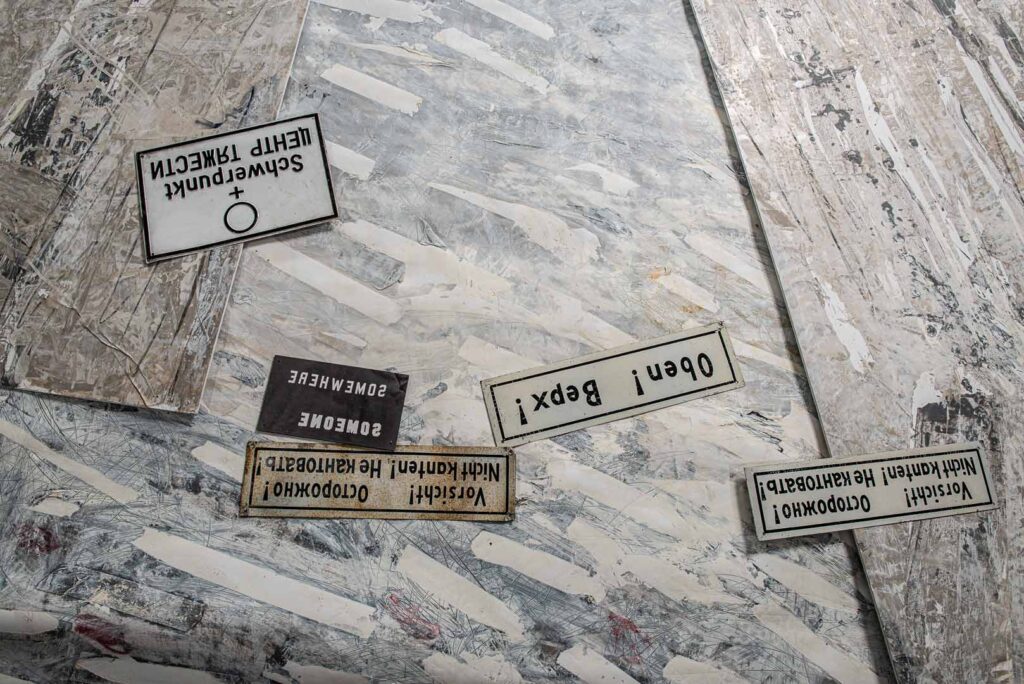 +
Schwerpunkt
ЦЕНТР ТЯЖЕСТИ
SOMEONE
SOMEWHERE
Oben! Верх!
Vorsicht! Осторожно!
Nicht kanten! Не кантовать!
Vorsicht! Осторожно!
Nicht kanten! Не кантовать!